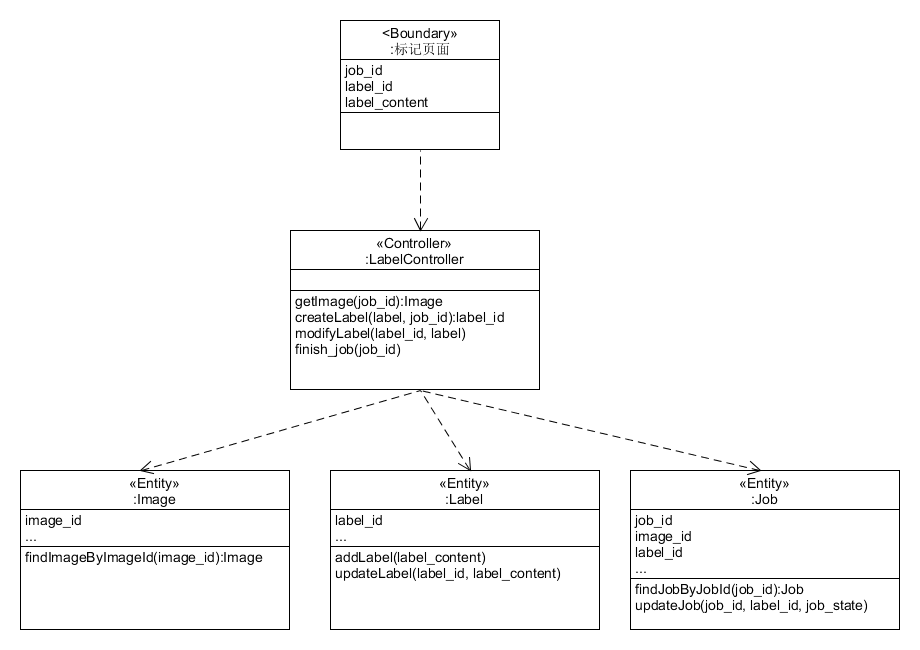 <Boundary»
:标记页面
job_id
label_id
label_content
«Controller»
:LabelController
getImage(job_id):Image
createLabel(label, job_id):label_id
modifyLabel(label_id, label)
finish_job(job_id)
«Entity»
:Image
image_id
...
findImageByImageId(image_id):Image
«Entity»
:Label
label_id
...
addLabel(label_content)
updateLabel(label_id, label_content)
«Entity»
:Job
job_id
image_id
label_id
...
findJobByJobId(job_id):Job
updateJob(job_id, label_id, job_state)